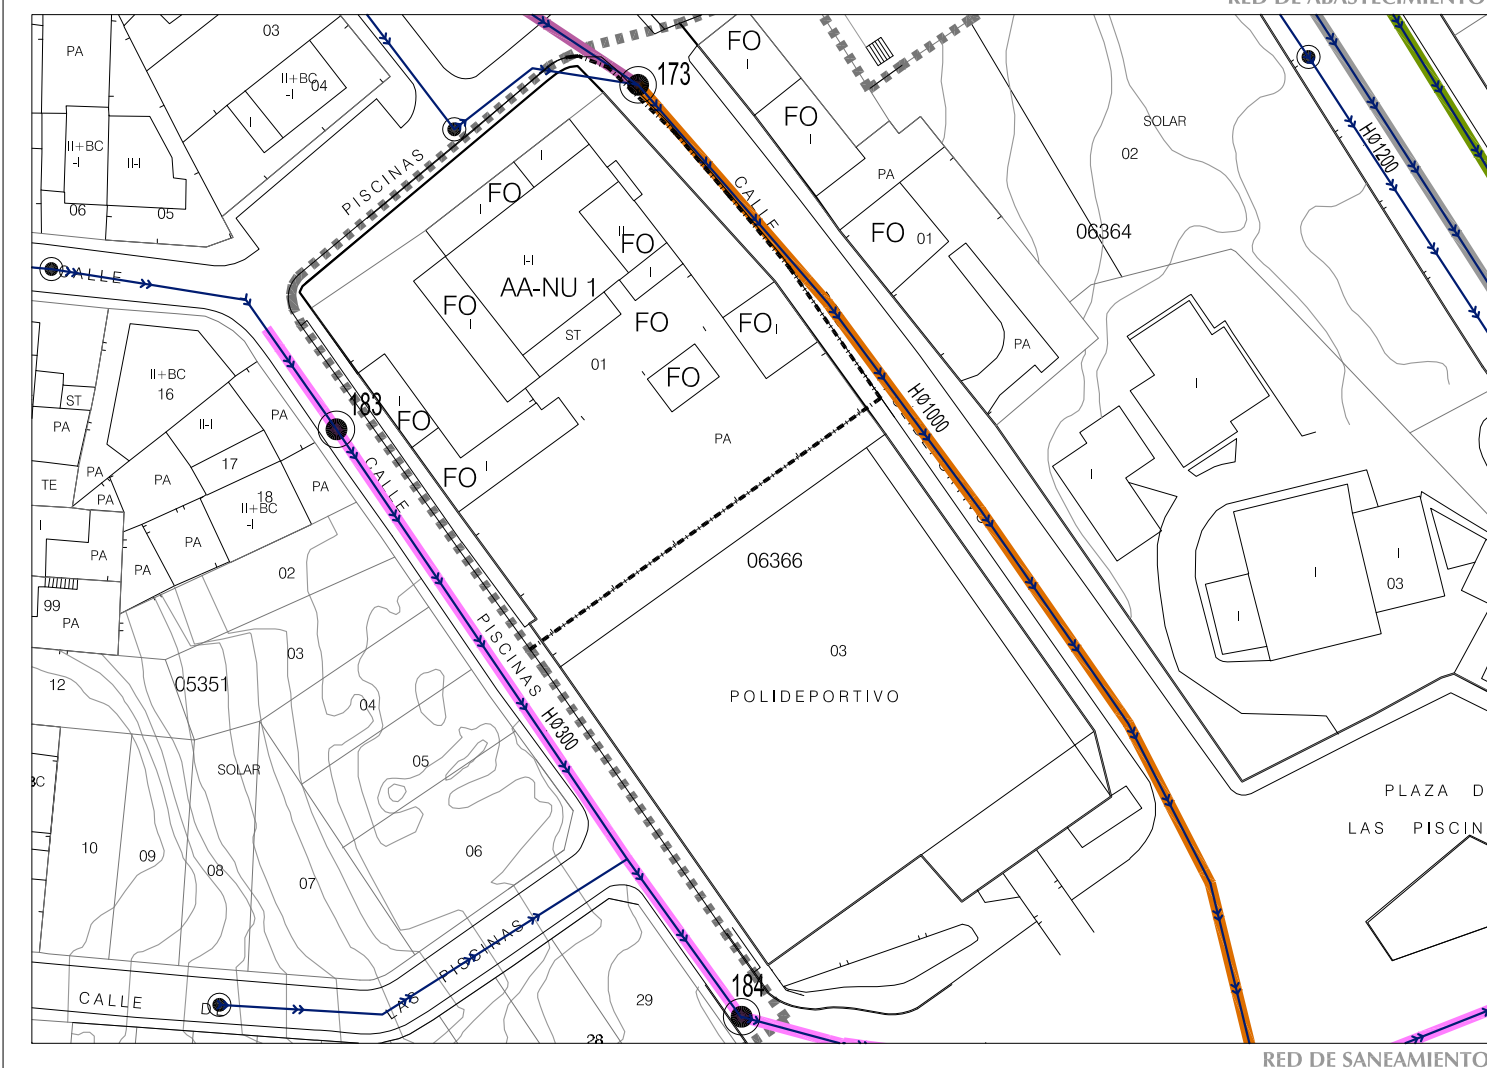 RED DE ABASTECIMIENTO
PA
03
II+BC
-I
04
I
II+BC
-I
II-I
06
05
PISCINAS
173
FO
I
FO
I
SOLAR
02
HØ1200
CALLE
I
FO
I
PA
FO
01
06364
II
FO
I
I-I
AA-NU 1
FO
I
FO
I
FO
I
ST
01
PA
CALLE
II+BC
16
ST
PA
II-I
PA
17
PA
PA
TE
PA
18
II+BC
-I
PA
183
I
FO
FO
I
FO
PA
HØ1000
I
I
CALLE
PA
PA
PA
I
99
PA
02
06366
I
I
03
I
PISCINAS
03
05351
12
04
HØ300
03
POLIDEPORTIVO
SOLAR
05
BC
10
09
08
07
06
PLAZA D
LAS PISCIN
CALLE
D
LAS PISCINAS
184
29
28
RED DE SANEAMIENTO